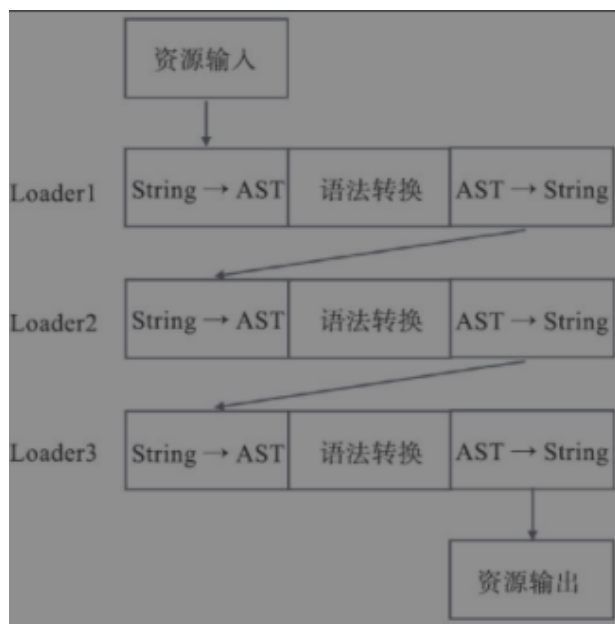 资源输入
Loader1 String → AST 语法转换 AST → String
Loader2 String → AST 语法转换 AST → String
Loader3 String → AST 语法转换 AST → String
资源输出